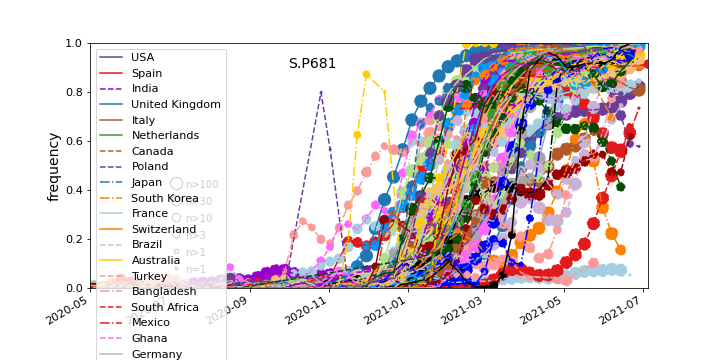 S.P681
frequency
1.0
0.8
0.6
0.4
0.2
0.0
USA
Spain
India
United Kingdom
Italy
Netherlands
Canada
Poland
Japan
South Korea
France
Switzerland
Brazil
Australia
Turkey
Bangladesh
South Africa
Mexico
Ghana
Germany
n>100
n>10
n>1
n=1
2020-05
2020-11
2021-01
2021-03
2021-05
2021-07